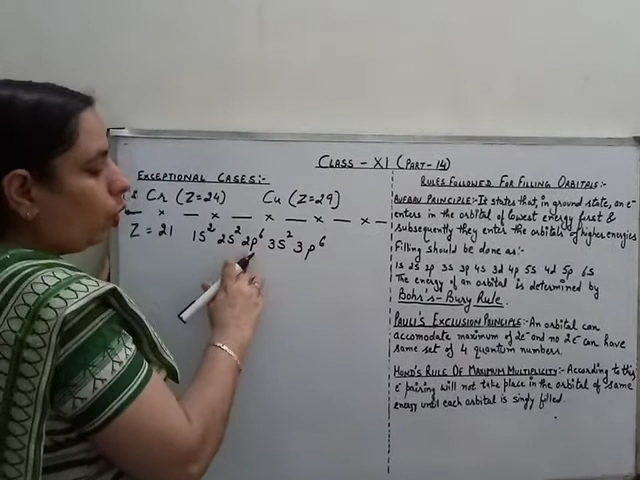 CLASS - XI (PART-14)
EXCEPTIONAL CASES:-
Cr (Z=24) Cu (Z=29)
— × — × — × — × — × —
Z = 21 1s² 2s² 2p⁶ 3s² 3p⁶
RULES FOLLOWED FOR FILLING ORBITALS
AUFBAU PRINCIPLE:- It states that, in ground state, an e⁻
enters in the orbital of lowest energy first &
subsequently they enter the orbitals of higher energies
Filling should be done as:-
1s 2s 2p 3s 3p 4s 3d 4p 5s 4d 5p 6s
The energy of an orbital is determined by
Bohr's-Bury Rule.
PAULI'S EXCLUSION PRINCIPLE:- An orbital can
accomodate maximum of 2e⁻ and no 2e⁻ can have
same set of 4 quantum numbers.
HUND'S RULE OF MAXIMUM MULTIPLICITY:- According to this
e⁻ pairing will not take place in the orbital of same
energy until each orbital is singly filled.